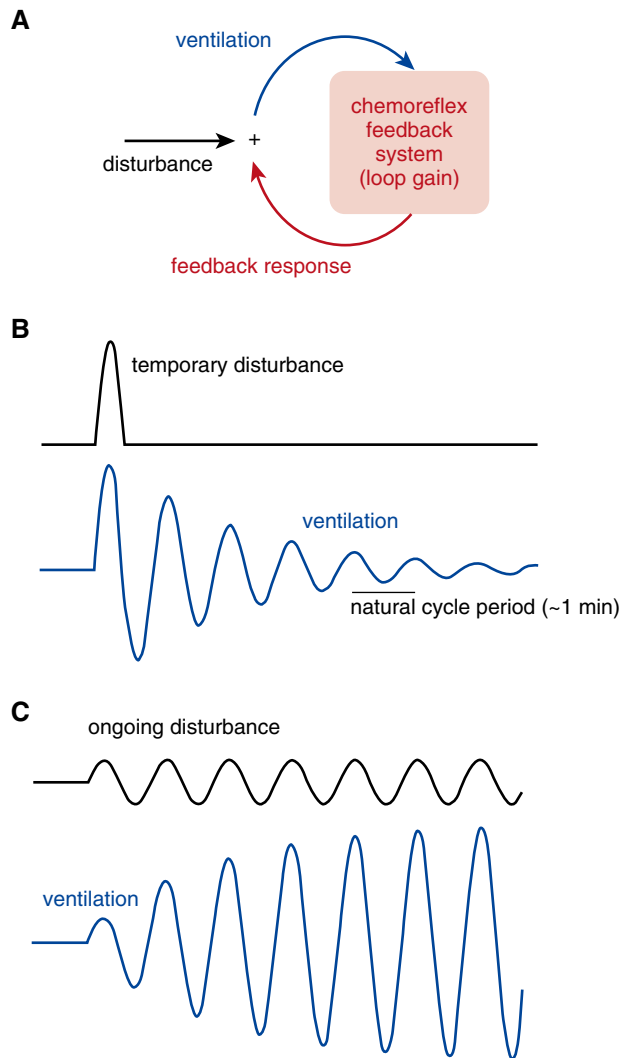 A
ventilation
chemoreflex
feedback
system
(loop gain)
+
disturbance
feedback response
B
temporary disturbance
ventilation
natural cycle period (~1 min)
C
ongoing disturbance
ventilation